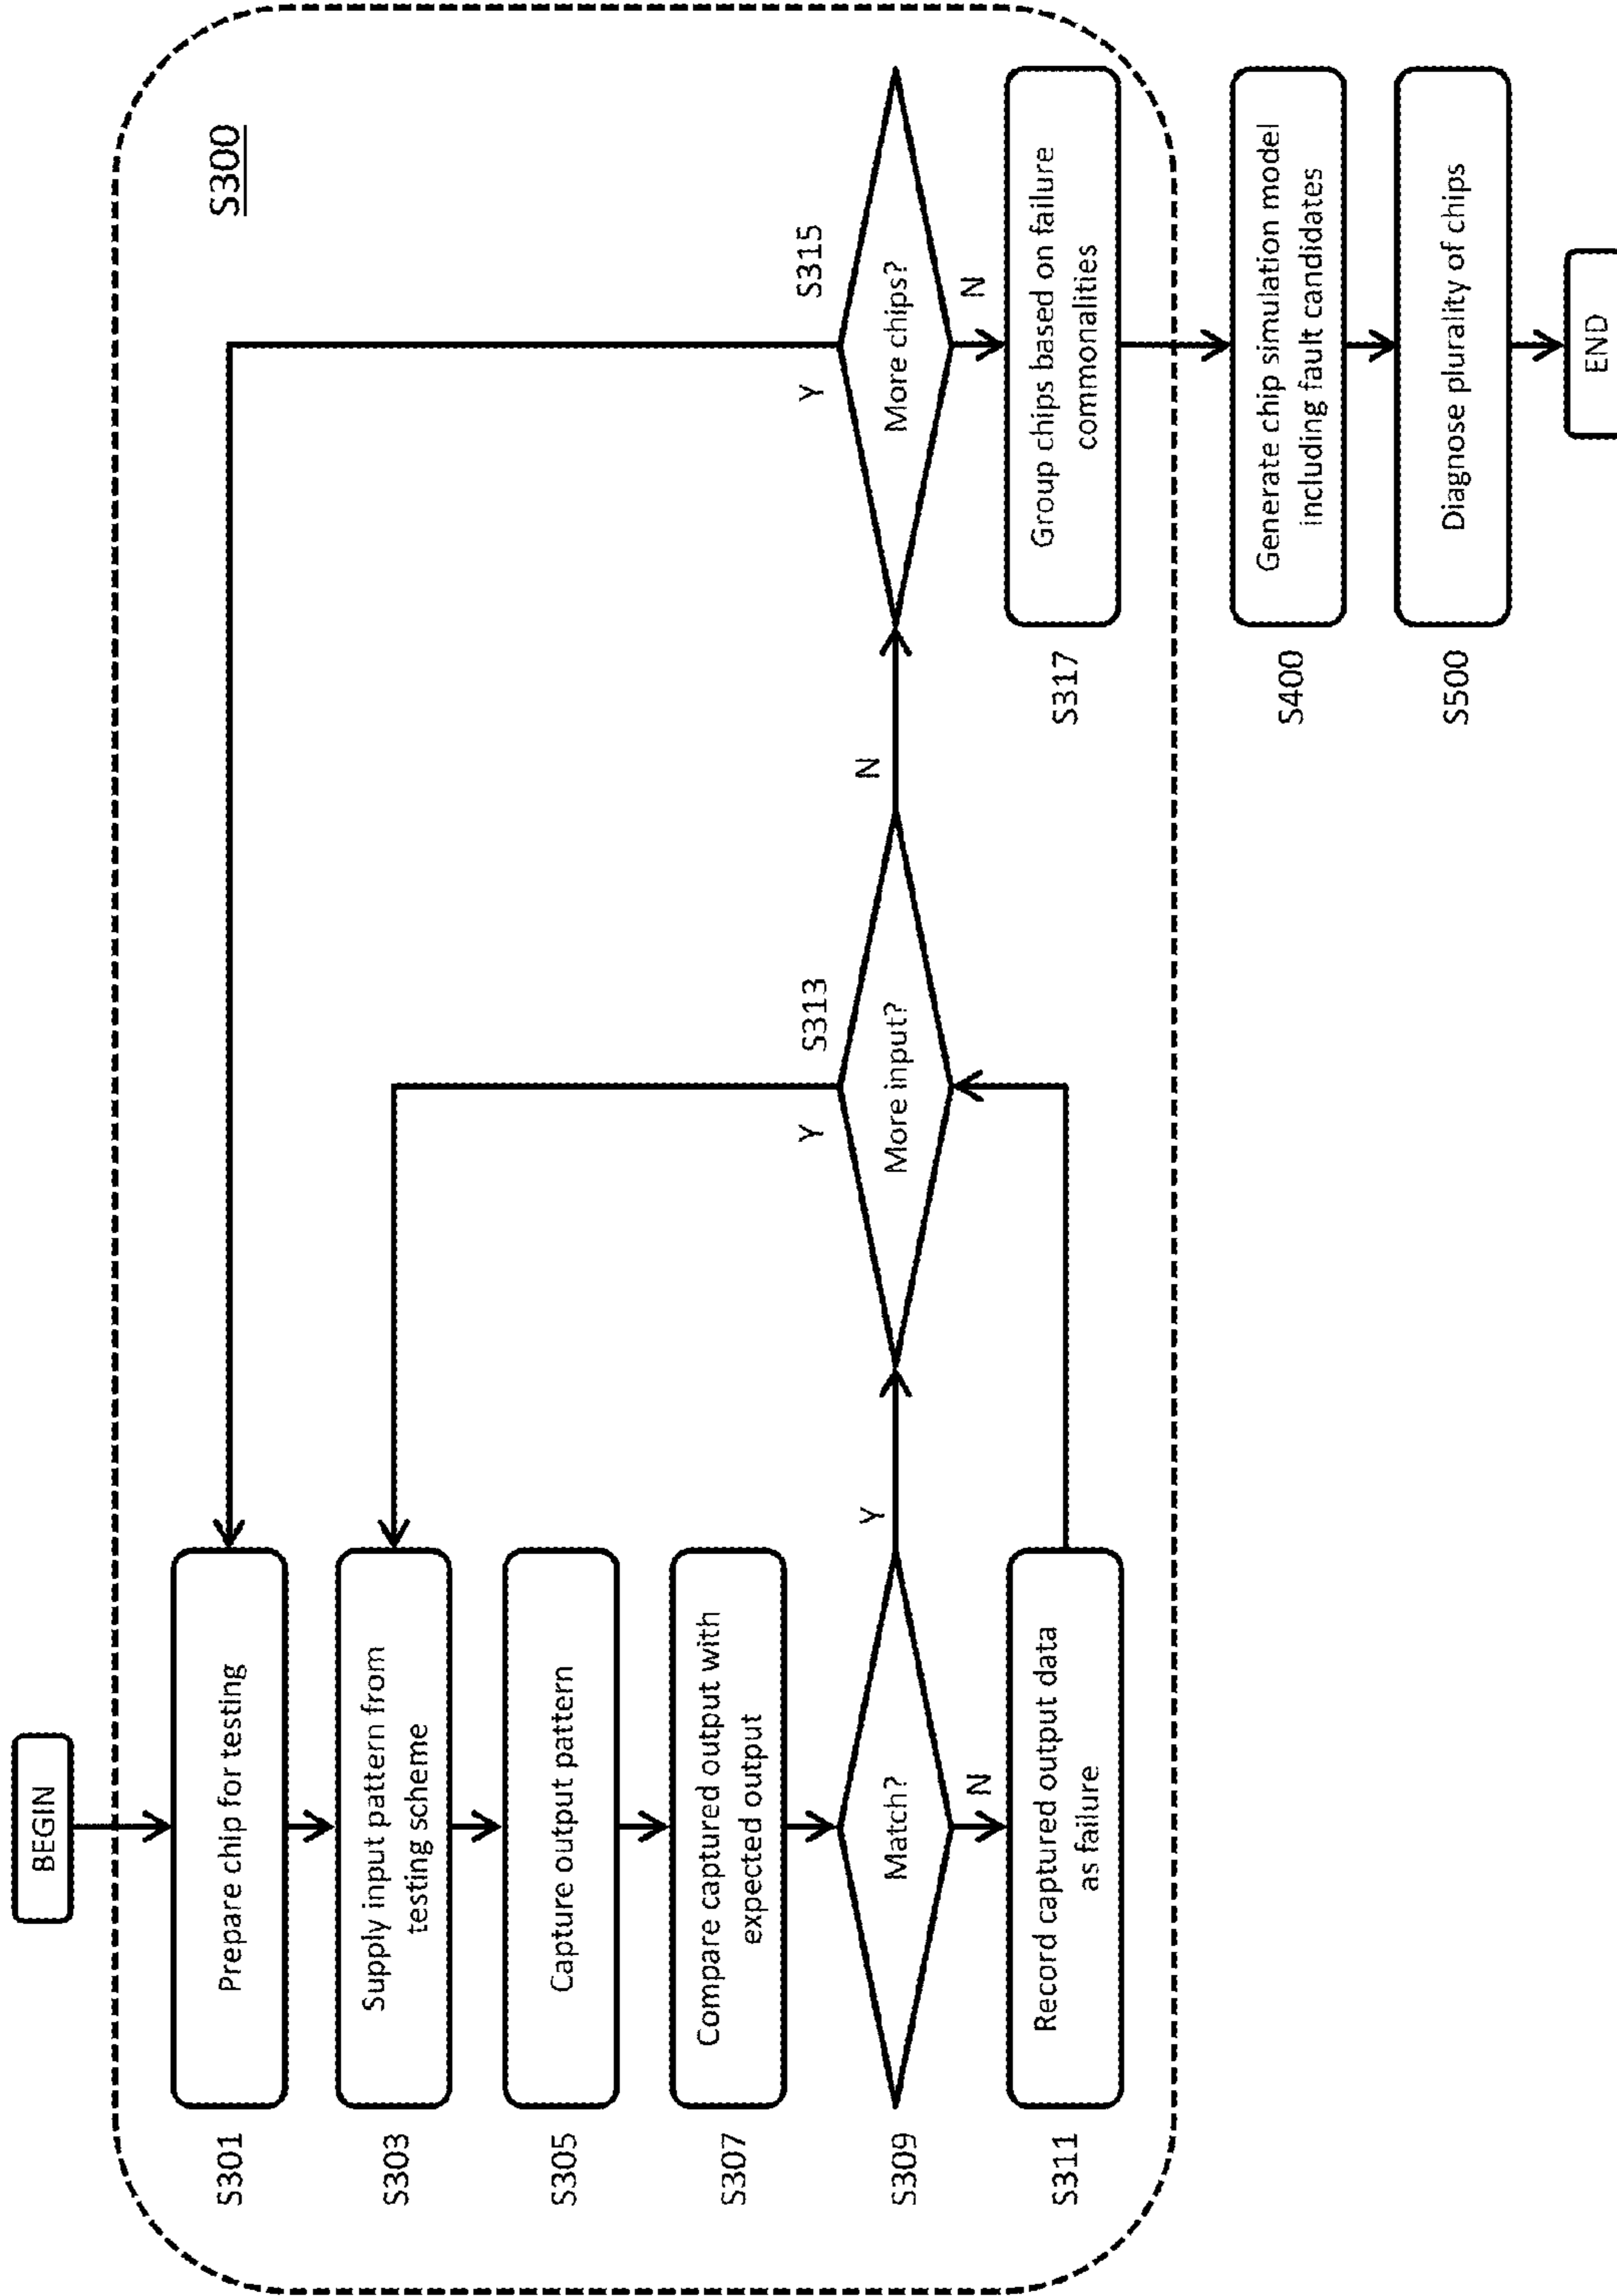 BEGIN
S300
S301
Prepare chip for testing
S303
Supply input pattern from
testing scheme
S305
Capture output pattern
S307
Compare captured output with
expected output
S309
Match?
Y
N
S311
Record captured output data
as failure
S313
More input?
Y
N
S315
More chips?
Y
N
S317
Group chips based on failure
commonalities
S400
Generate chip simulation model
including fault candidates
S500
Diagnose plurality of chips
END